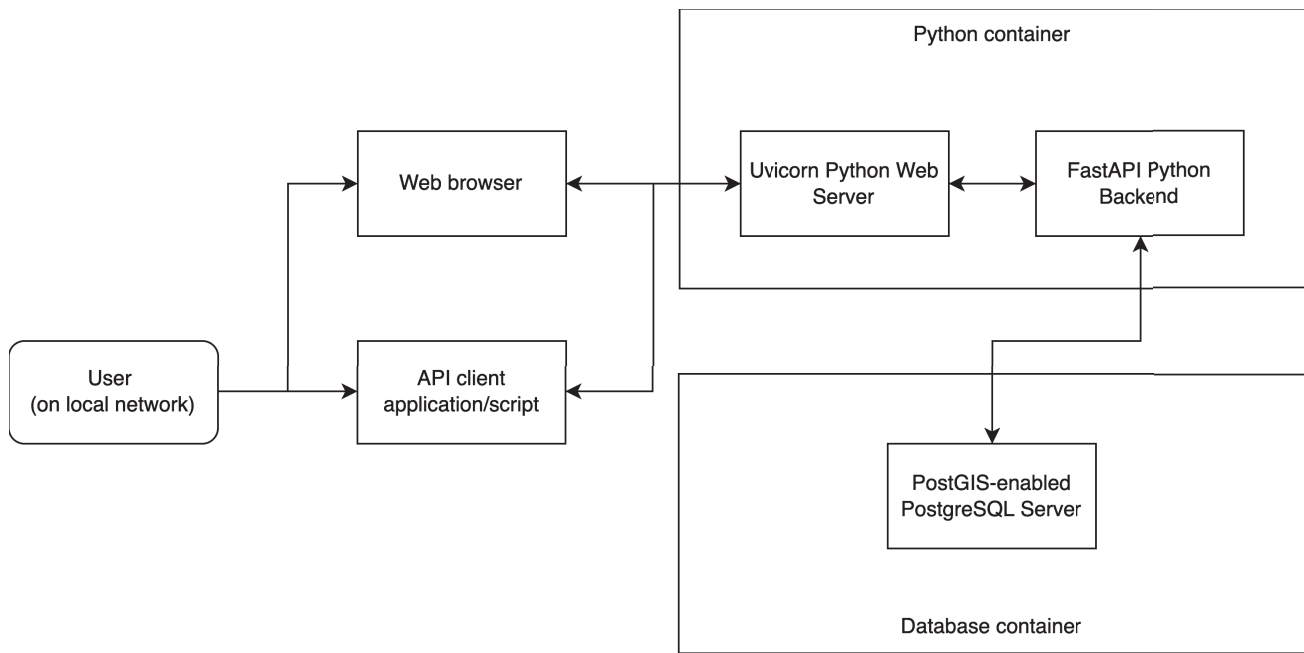 Python container
Web browser
Uvicorn Python Web
Server
FastAPI Python
Backend
User
(on local network)
API client
application/script
PostGIS-enabled
PostgreSQL Server
Database container